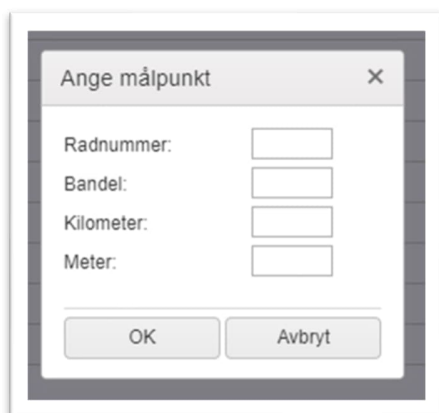 Ange målpunkt ×
Radnummer:
Bandel:
Kilometer:
Meter:
OK Avbryt